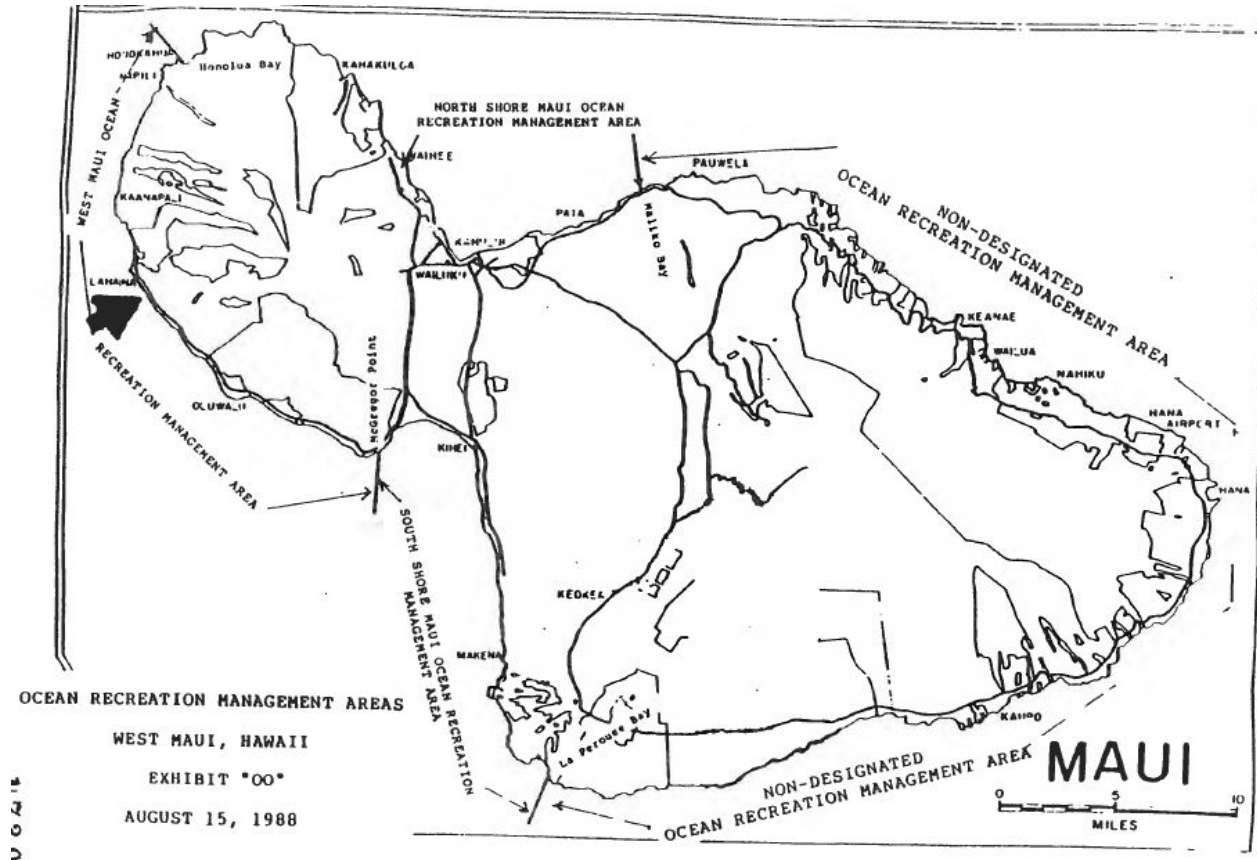 Honolua Bay
KAHAKULOA
NORTH SHORE MAUI OCEAN
RECREATION MANAGEMENT AREA
WEST MAUI OCEAN
RECREATION MANAGEMENT AREA
WAIHEE
PAUWELA
NON-DESIGNATED
OCEAN RECREATION MANAGEMENT AREA
KAANAPALI
PAIA
Maliko Bay
WAILUKU
LAHAINA
KEANAE
WAILUA
NAHIKU
HANA
AIRPORT
HANA
McGregor Point
OLUWALU
KIHEI
SOUTH SHORE MAUI OCEAN RECREATION
MANAGEMENT AREA
KEOKEA
MAKENA
La Perouse Bay
NON-DESIGNATED
OCEAN RECREATION MANAGEMENT AREA
OCEAN RECREATION MANAGEMENT AREAS
WEST MAUI, HAWAII
EXHIBIT "OO"
AUGUST 15, 1988
MAUI
0 5 10
MILES